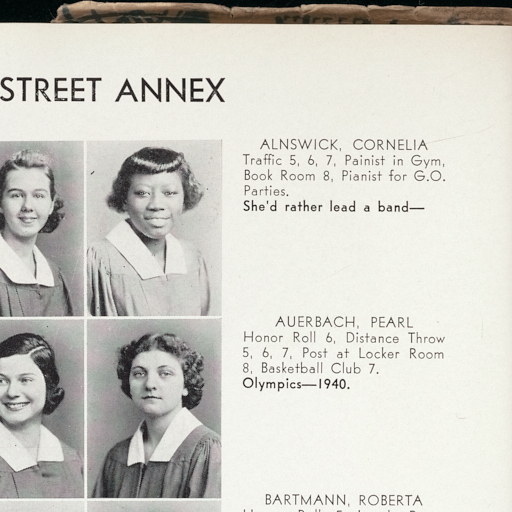 STREET ANNEX
ALNSWICK, CORNELIA
Traffic 5, 6, 7, Painist in Gym,
Book Room 8, Pianist for G.O.
Parties.
She'd rather lead a band—
AUERBACH, PEARL
Honor Roll 6, Distance Throw
5, 6, 7, Post at Locker Room
8, Basketball Club 7.
Olympics—1940.
BARTMANN, ROBERTA